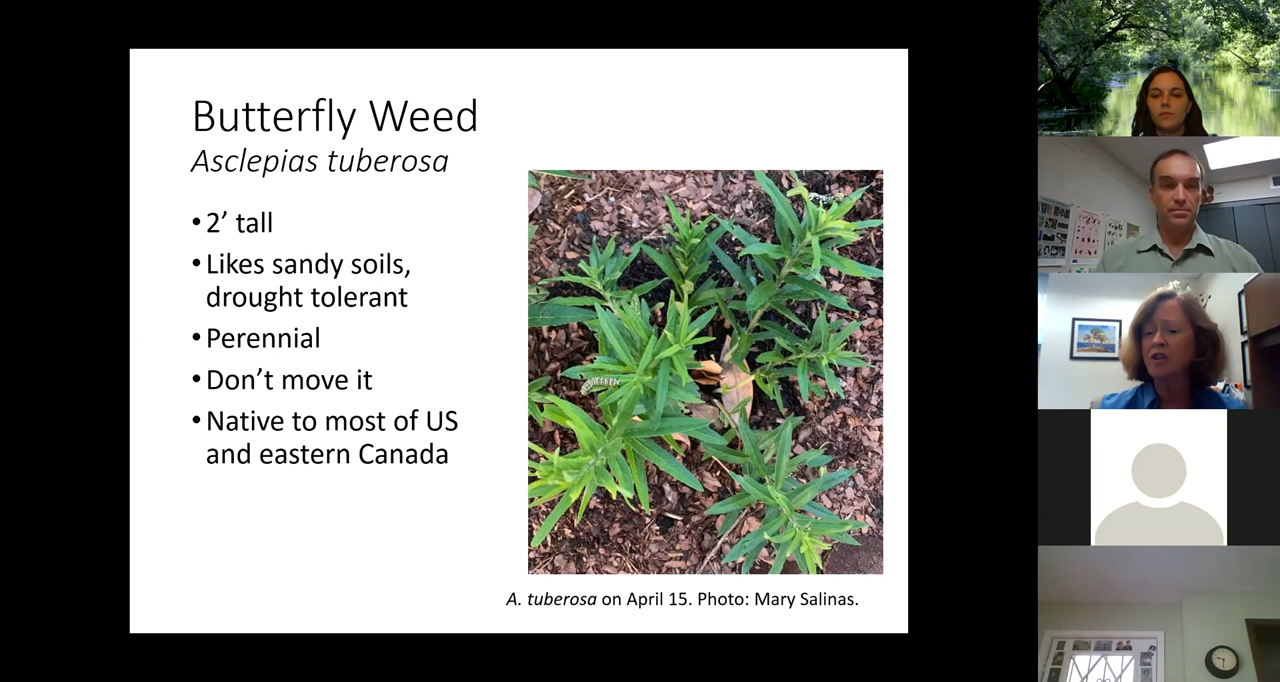 Butterfly Weed
Asclepias tuberosa
• 2’ tall
• Likes sandy soils,
drought tolerant
• Perennial
• Don’t move it
• Native to most of US
and eastern Canada
A. tuberosa on April 15. Photo: Mary Salinas.